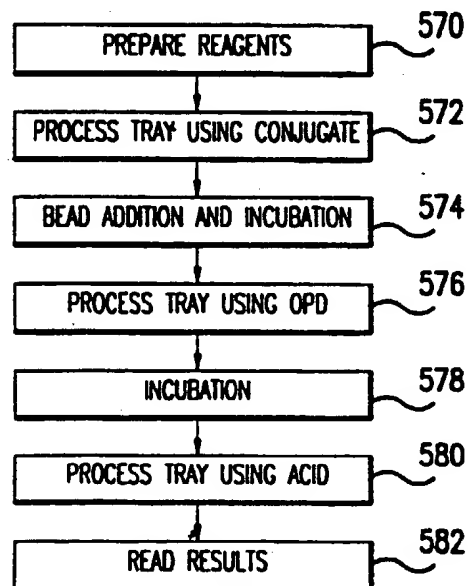 570
PREPARE REAGENTS
572
PROCESS TRAY USING CONJUGATE
574
BEAD ADDITION AND INCUBATION
576
PROCESS TRAY USING OPD
578
INCUBATION
580
PROCESS TRAY USING ACID
582
READ RESULTS